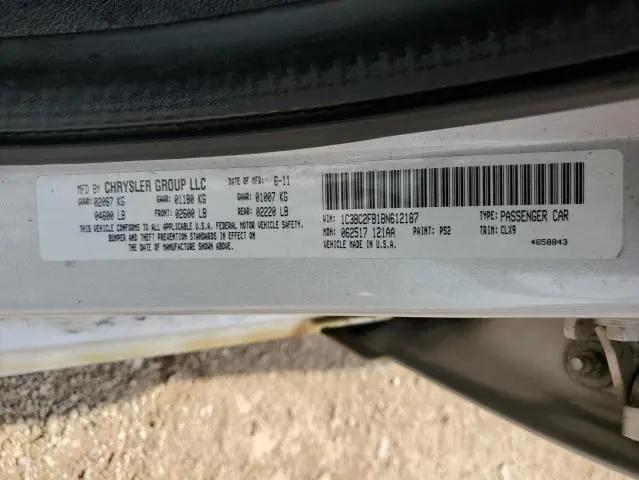 MFD BY CHRYSLER GROUP LLC DATE OF MFR: 6-11
GVWR: 02087 KG GAWR: 01180 KG GAWR: 01007 KG
04600 LB FRONT: 02600 LB REAR: 02220 LB
THIS VEHICLE CONFORMS TO ALL APPLICABLE U.S.A. FEDERAL MOTOR VEHICLE SAFETY,
BUMPER AND THEFT PREVENTION STANDARDS IN EFFECT ON
THE DATE OF MANUFACTURE SHOWN ABOVE.
VIN: 1C3BC2FB1BN612187 TYPE: PASSENGER CAR
MDH: 062517 121AA PAINT: PS2 TRIM: CLX9
VEHICLE MADE IN U.S.A. 4658843